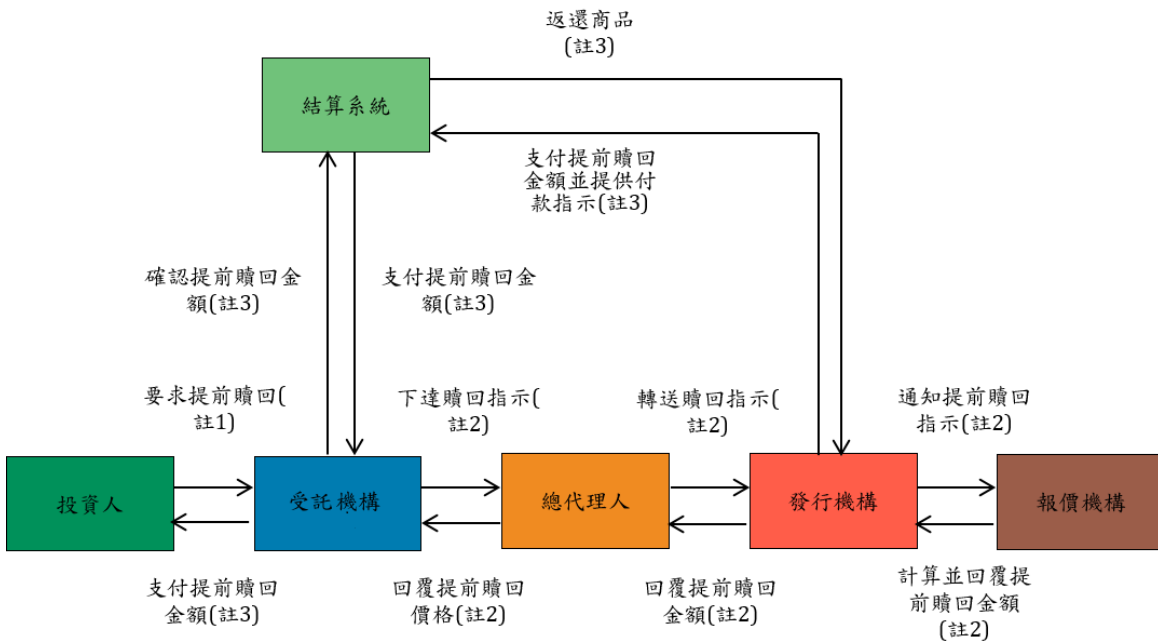 返還商品
(註3)
結算系統
支付提前贖回
金額並提供付
款指示(註3)
確認提前贖回金
額(註3)
支付提前贖回金
額(註3)
要求提前贖回(
註1)
下達贖回指示(
註2)
轉送贖回指示(
註2)
通知提前贖回
指示(註2)
投資人
受託機構
總代理人
發行機構
報價機構
支付提前贖回
金額(註3)
回覆提前贖回
價格(註2)
回覆提前贖回
金額(註2)
計算並回覆提
前贖回金額
(註2)